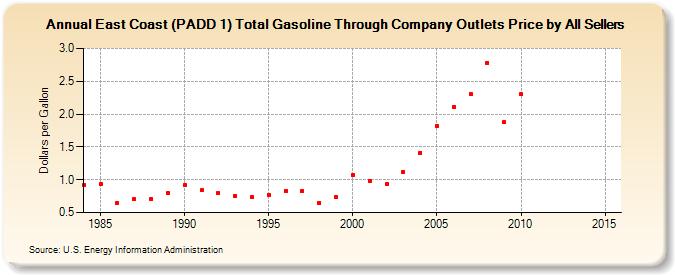 Annual East Coast (PADD 1) Total Gasoline Through Company Outlets Price by All Sellers
Dollars per Gallon
3.0
2.5
2.0
1.5
1.0
0.5
1985 1990 1995 2000 2005 2010 2015
Source: U.S. Energy Information Administration